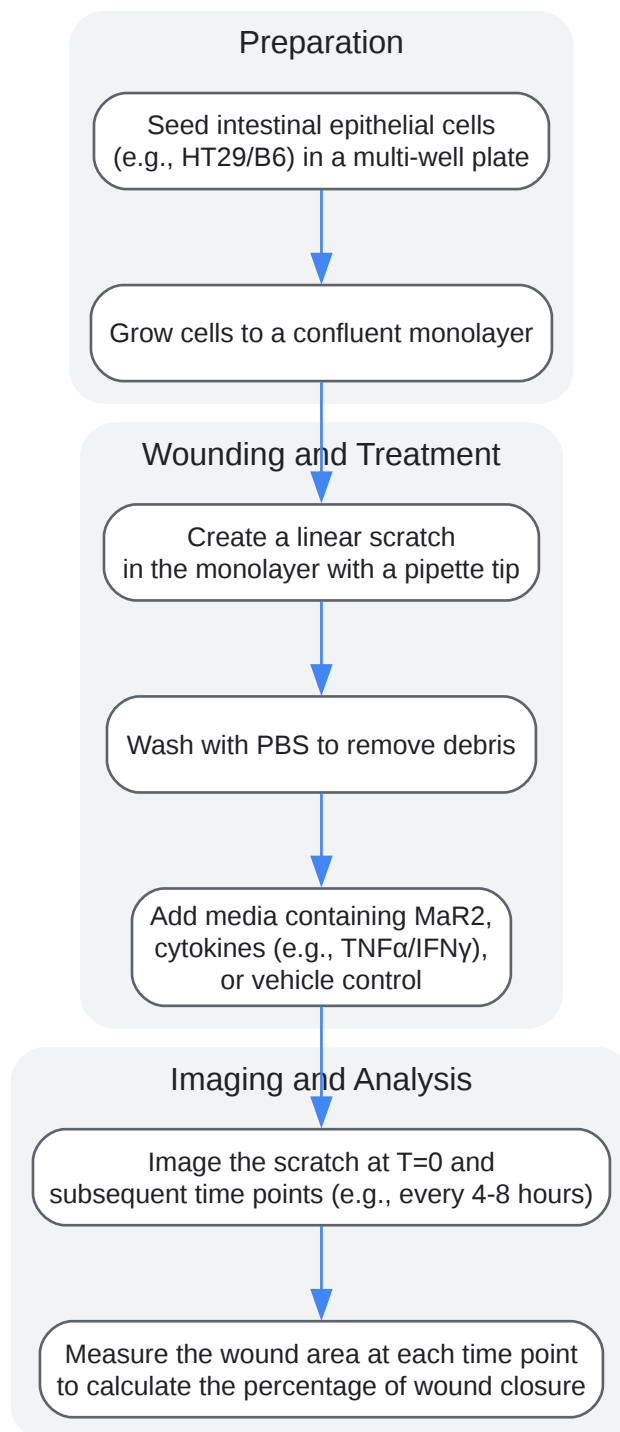 Preparation
Seed intestinal epithelial cells
(e.g., HT29/B6) in a multi-well plate
Grow cells to a confluent monolayer
Wounding and Treatment
Create a linear scratch
in the monolayer with a pipette tip
Wash with PBS to remove debris
Add media containing MaR2,
cytokines (e.g., TNFα/IFNγ),
or vehicle control
Imaging and Analysis
Image the scratch at T=0 and
subsequent time points (e.g., every 4-8 hours)
Measure the wound area at each time point
to calculate the percentage of wound closure